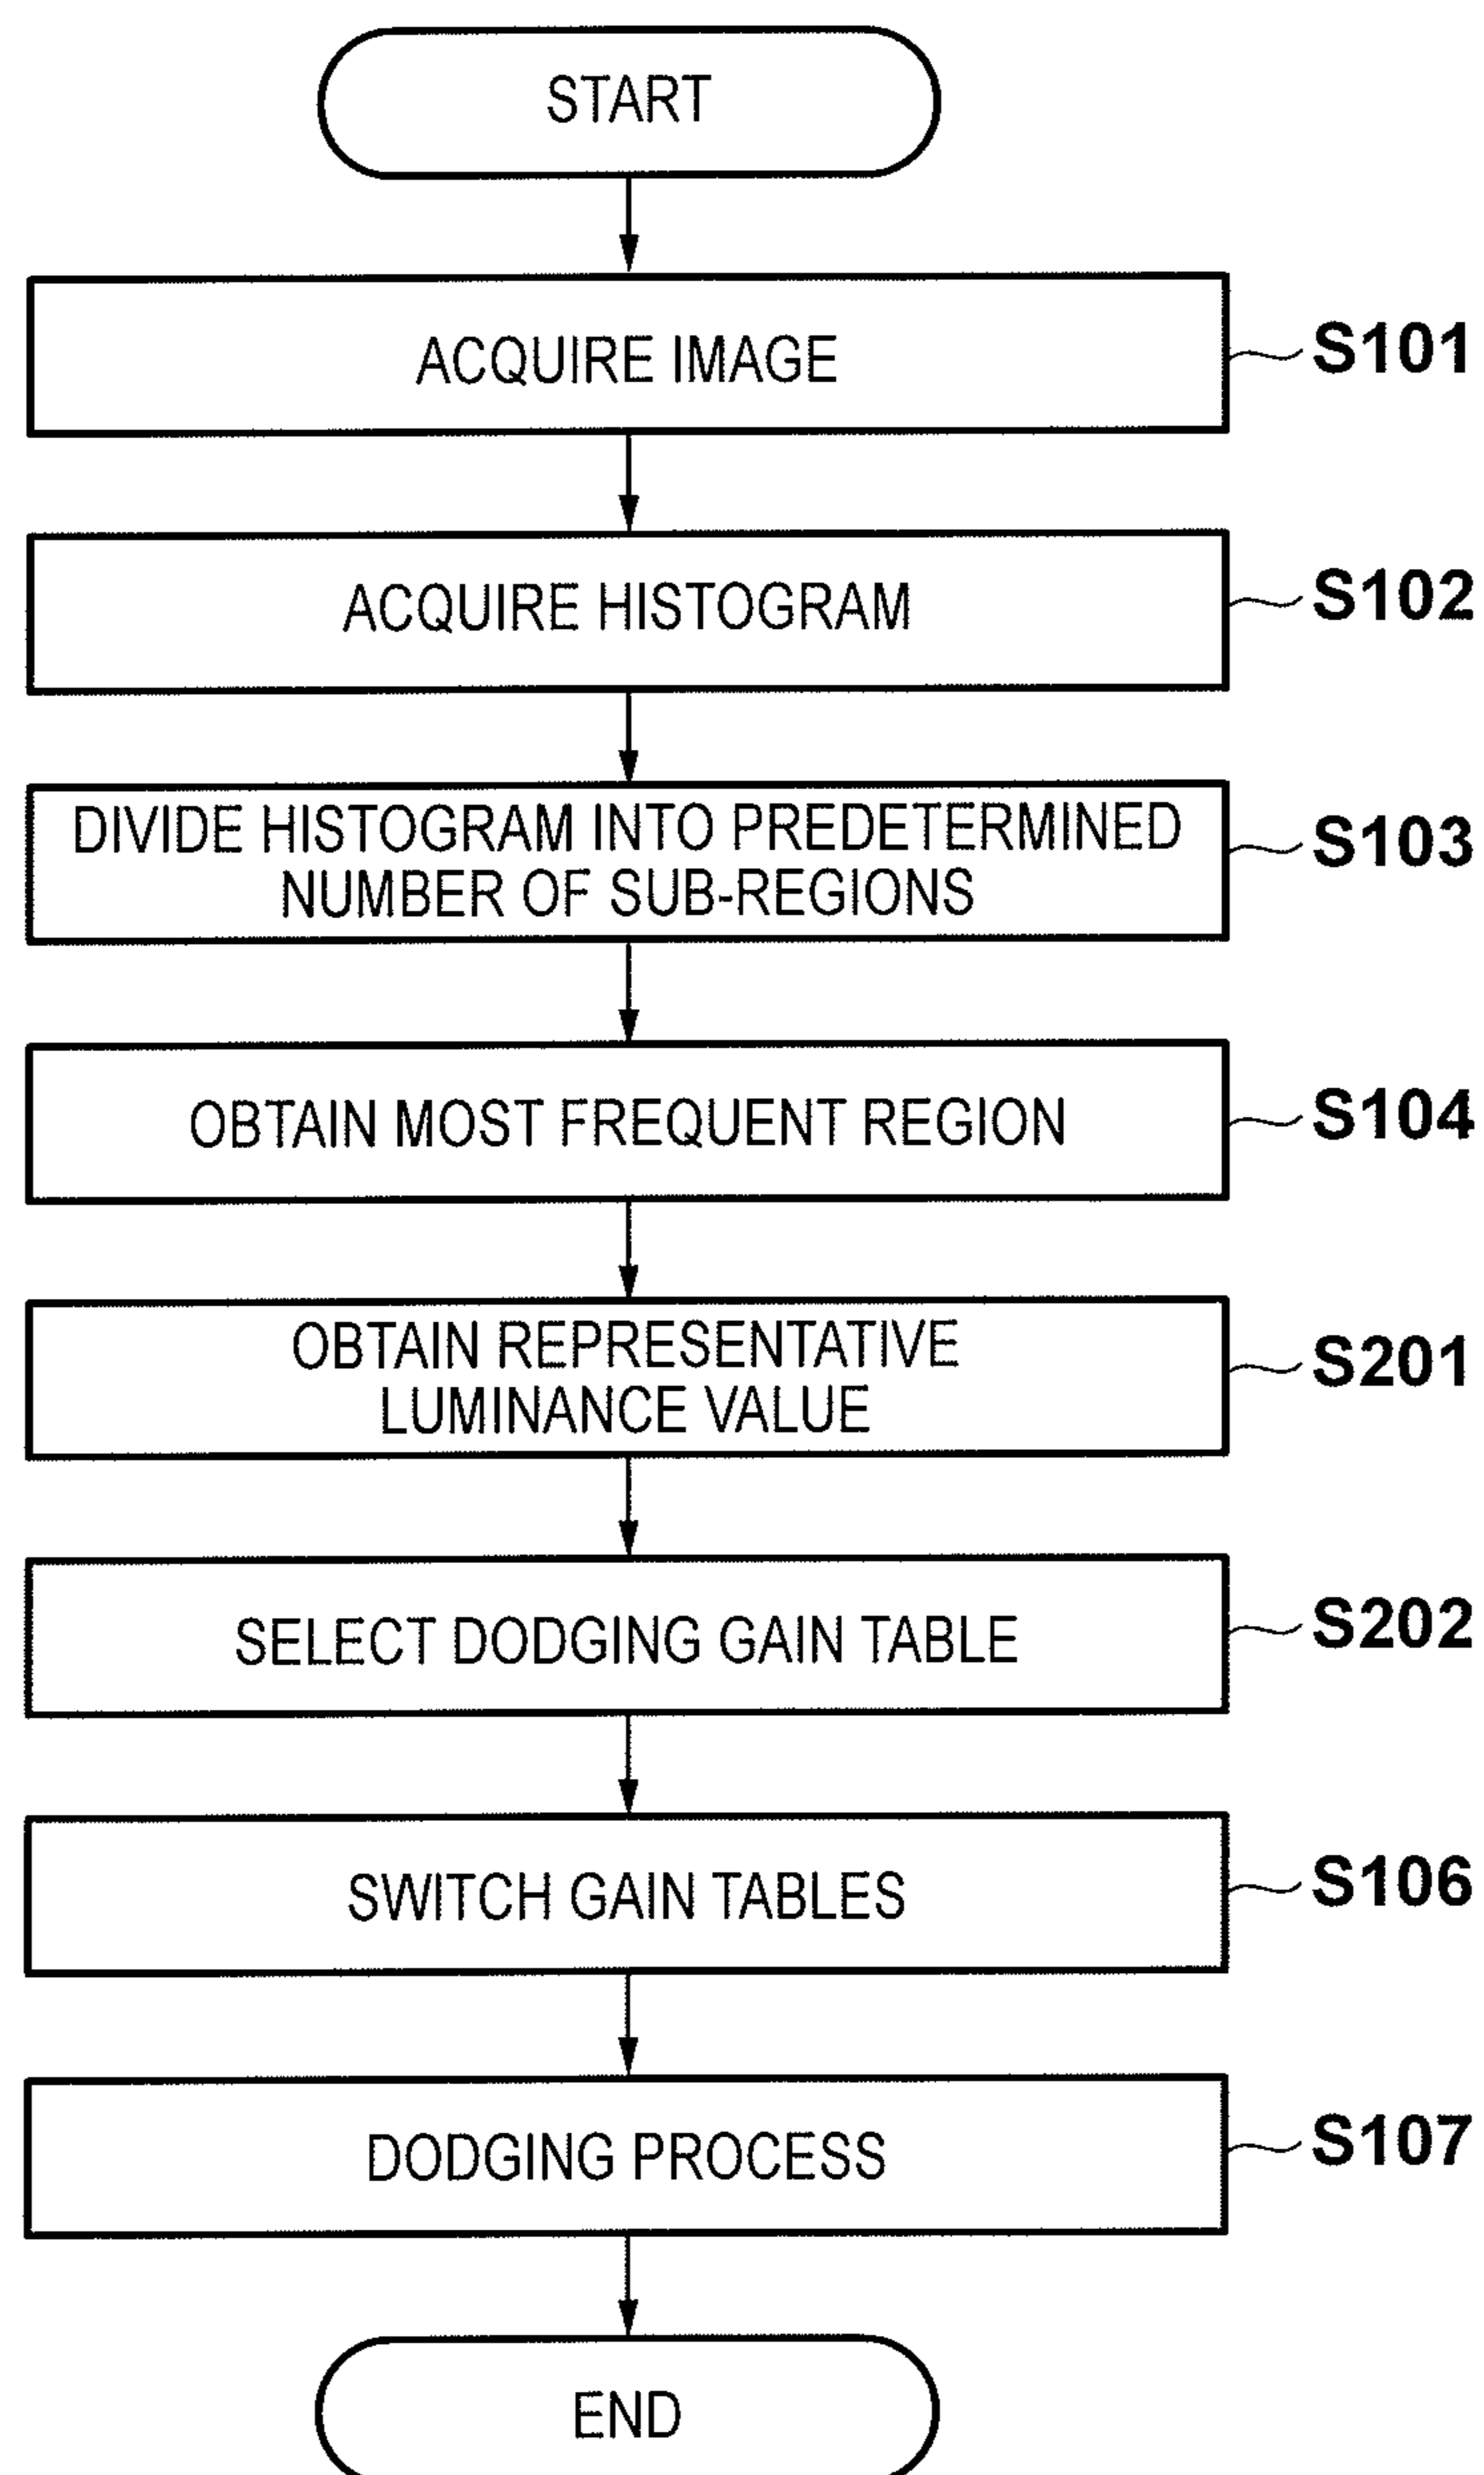 START
ACQUIRE IMAGE
S101
ACQUIRE HISTOGRAM
S102
DIVIDE HISTOGRAM INTO PREDETERMINED
NUMBER OF SUB-REGIONS
S103
OBTAIN MOST FREQUENT REGION
S104
OBTAIN REPRESENTATIVE
LUMINANCE VALUE
S201
SELECT DODGING GAIN TABLE
S202
SWITCH GAIN TABLES
S106
DODGING PROCESS
S107
END